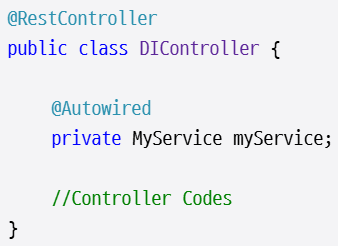 @RestController
public class DIController {
@Autowired
private MyService myService;
//Controller Codes
}